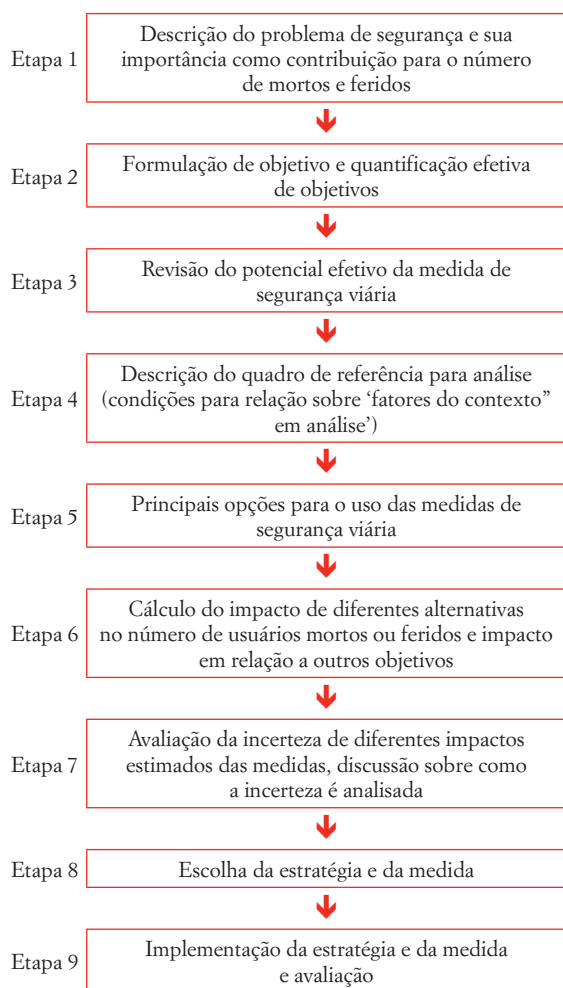 Etapa 1
Descrição do problema de segurança e sua
importância como contribuição para o número
de mortos e feridos
Etapa 2
Formulação de objetivo e quantificação efetiva
de objetivos
Etapa 3
Revisão do potencial efetivo da medida de
segurança viária
Etapa 4
Descrição do quadro de referência para análise
(condições para relação sobre ‘fatores do contexto”
em análise’)
Etapa 5
Principais opções para o uso das medidas de
segurança viária
Etapa 6
Cálculo do impacto de diferentes alternativas
no número de usuários mortos ou feridos e impacto
em relação a outros objetivos
Etapa 7
Avaliação da incerteza de diferentes impactos
estimados das medidas, discussão sobre como
a incerteza é analisada
Etapa 8
Escolha da estratégia e da medida
Etapa 9
Implementação da estratégia e da medida
e avaliação